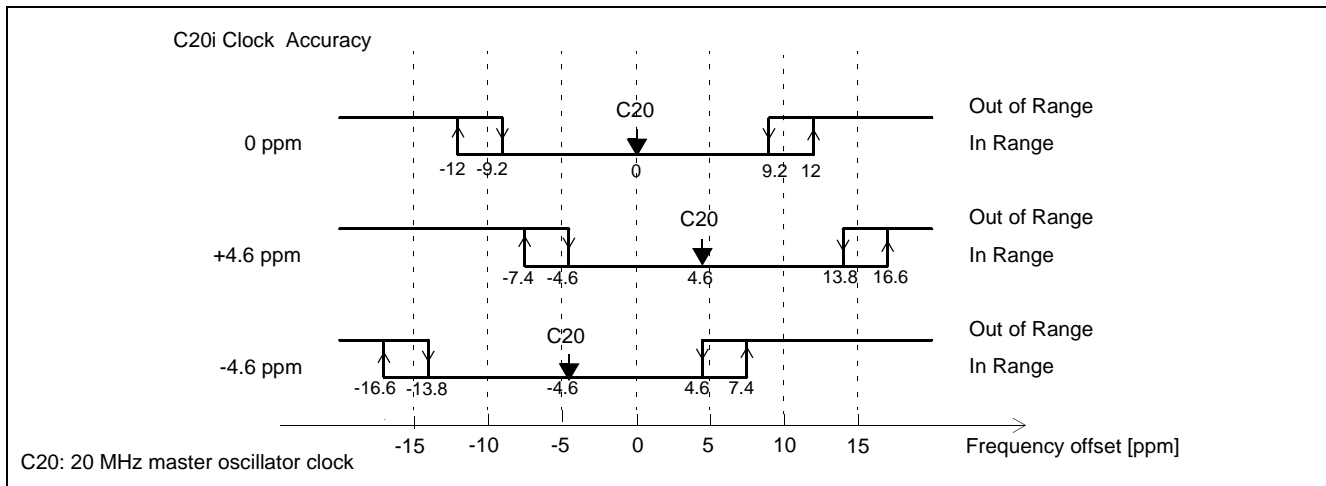 C20i Clock Accuracy
C20
Out of Range
0 ppm
In Range
-12 -9.2 0 9.2 12
C20
Out of Range
+4.6 ppm
In Range
-7.4 -4.6 4.6 13.8 16.6
C20
Out of Range
-4.6 ppm
In Range
-16.6 -13.8 -4.6 4.6 7.4
-15 -10 -5 0 5 10 15 Frequency offset [ppm]
C20: 20 MHz master oscillator clock